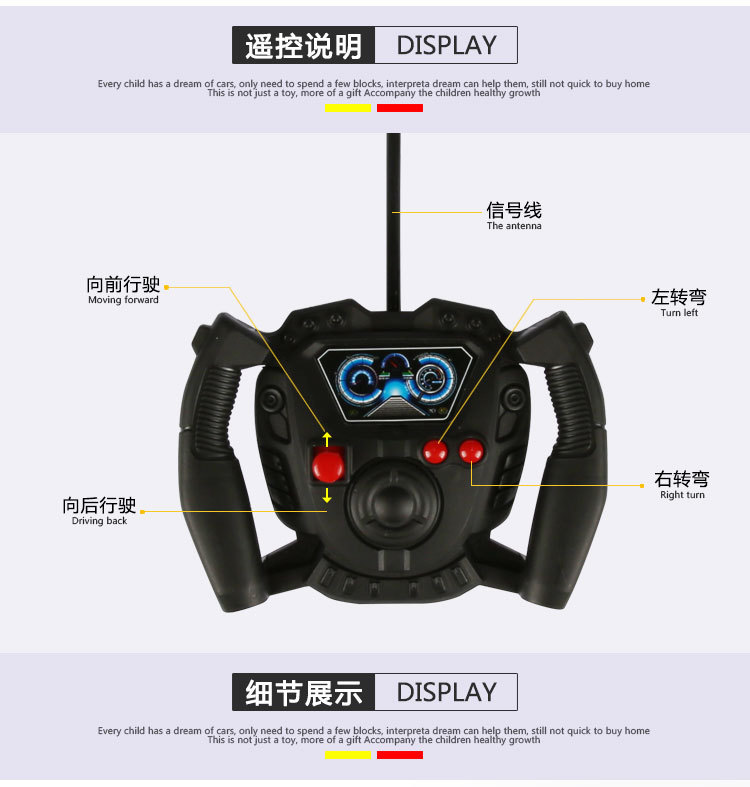 遥控说明 DISPLAY
Every child has a dream of cars, only need to spend a few blocks, interpreta dream can help them, still not quick to buy home
This is not just a toy, more of a gift Accompany the children healthy growth
信号线
The antenna
向前行驶
Moving forward
左转弯
Turn left
向后行驶
Driving back
右转弯
Right turn
细节展示 DISPLAY
Every child has a dream of cars, only need to spend a few blocks, interpreta dream can help them, still not quick to buy home
This is not just a toy, more of a gift Accompany the children healthy growth